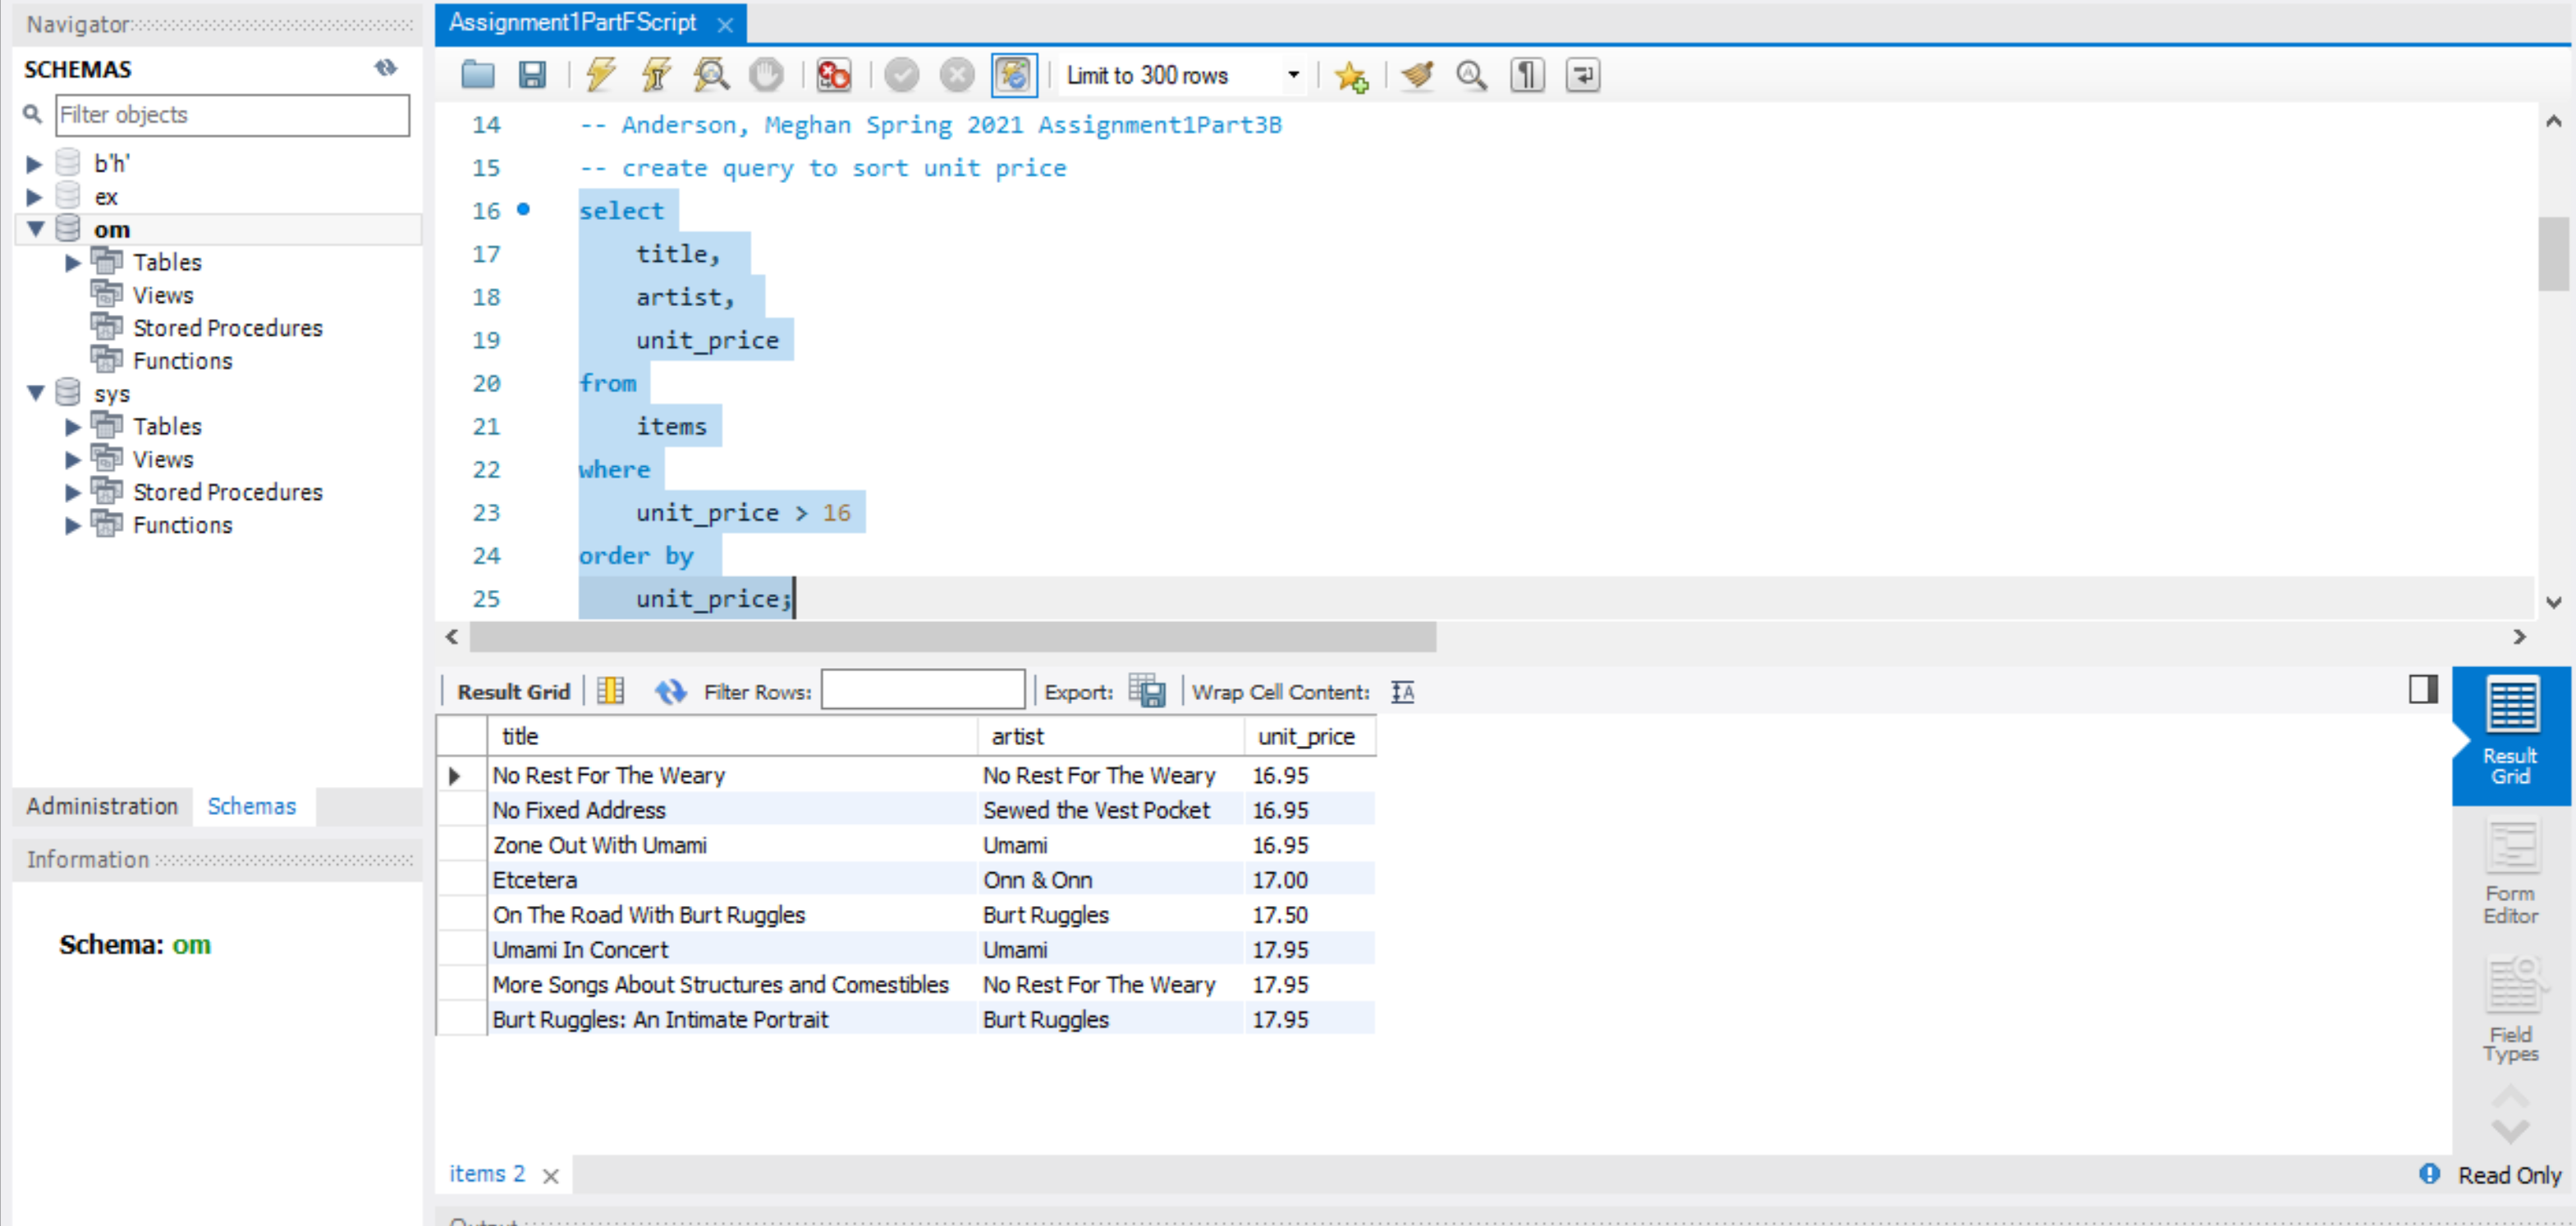 Navigator
SCHEMAS
Filter objects
b'h'
ex
om
Tables
Views
Stored Procedures
Functions
sys
Tables
Views
Stored Procedures
Functions
Administration Schemas
Information
Schema: om
Assignment1PartFScript
Limit to 300 rows
14 -- Anderson, Meghan Spring 2021 Assignment1Part3B
15 -- create query to sort unit price
16 select
17 title,
18 artist,
19 unit_price
20 from
21 items
22 where
23 unit_price > 16
24 order by
25 unit_price;
Result Grid Filter Rows: Export: Wrap Cell Content:
title artist unit_price
No Rest For The Weary No Rest For The Weary 16.95
No Fixed Address Sewed the Vest Pocket 16.95
Zone Out With Umami Umami 16.95
Etcetera Onn & Onn 17.00
On The Road With Burt Ruggles Burt Ruggles 17.50
Umami In Concert Umami 17.95
More Songs About Structures and Comestibles No Rest For The Weary 17.95
Burt Ruggles: An Intimate Portrait Burt Ruggles 17.95
Result
Grid
Form
Editor
Field
Types
items 2
Read Only
Output